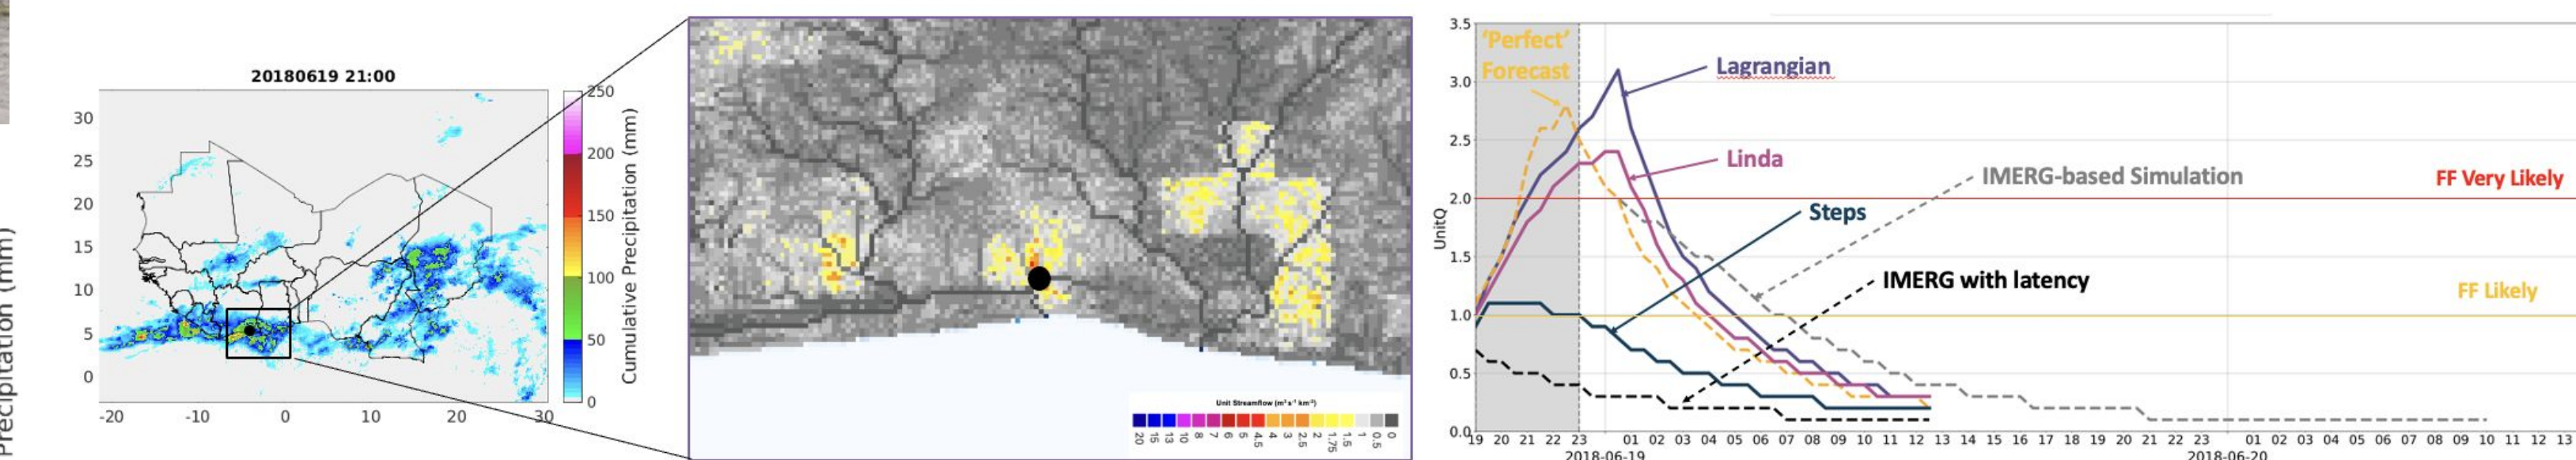 Precipitation (mm)
20180619 21:00
30
25
20
15
10
5
0
-20 -10 0 10 20 30
250
200
150
100
50
0
Cumulative Precipitation (mm)
Unit Streamflow (m³ s⁻¹ km⁻²)
20 15 13 10 8 7 6 5 4.5 4 3 2.5 2 1.75 1.5 1 0.5 0
3.5
3.0
2.5
2.0
1.5
1.0
0.5
0.0
UnitQ
'Perfect'
Forecast
Lagrangian
Linda
Steps
IMERG-based Simulation
IMERG with latency
FF Very Likely
FF Likely
19 20 21 22 23 01 02 03 04 05 06 07 08 09 10 11 12 13 14 15 16 17 18 19 20 21 22 23 01 02 03 04 05 06 07 08 09 10 11 12 13
2018-06-19 2018-06-20